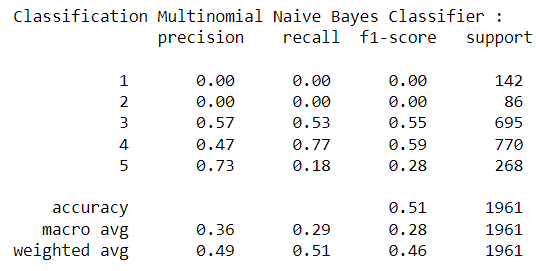 Classification Multinomial Naive Bayes Classifier :
precision recall f1-score support
1 0.00 0.00 0.00 142
2 0.00 0.00 0.00 86
3 0.57 0.53 0.55 695
4 0.47 0.77 0.59 770
5 0.73 0.18 0.28 268
accuracy 0.51 1961
macro avg 0.36 0.29 0.28 1961
weighted avg 0.49 0.51 0.46 1961